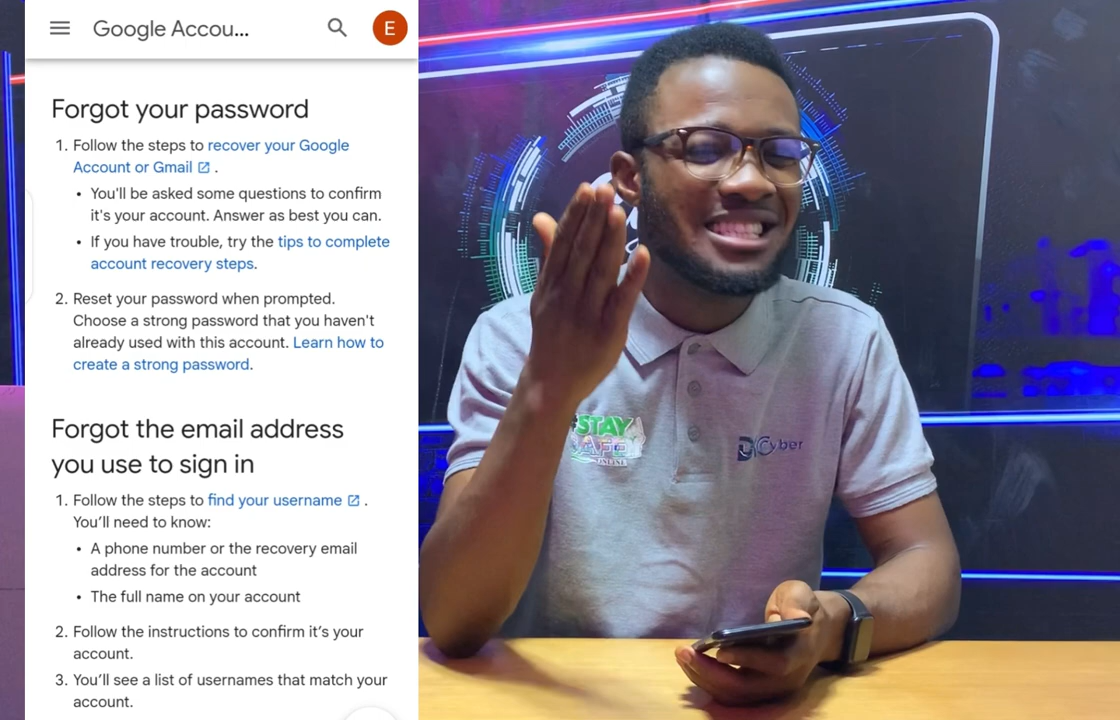 Google Accou...
E
Forgot your password
1. Follow the steps to recover your Google
Account or Gmail .
• You'll be asked some questions to confirm
it's your account. Answer as best you can.
• If you have trouble, try the tips to complete
account recovery steps.
2. Reset your password when prompted.
Choose a strong password that you haven't
already used with this account. Learn how to
create a strong password.
Forgot the email address
you use to sign in
1. Follow the steps to find your username .
You’ll need to know:
• A phone number or the recovery email
address for the account
• The full name on your account
2. Follow the instructions to confirm it’s your
account.
3. You’ll see a list of usernames that match your
account.
STAY
SAFE
ONLINE
Cyber